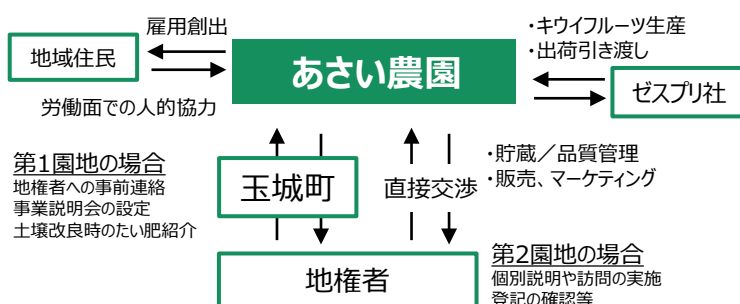 雇用創出
地域住民
労働面での人的協力
あさい農園
・キウイフルーツ生産
・出荷引き渡し
ゼスプリ社
・貯蔵／品質管理
・販売、マーケティング
第1園地の場合
地権者への事前連絡
事業説明会の設定
土壌改良時のたい肥紹介
玉城町
直接交渉
地権者
第2園地の場合
個別説明や訪問の実施
登記の確認等